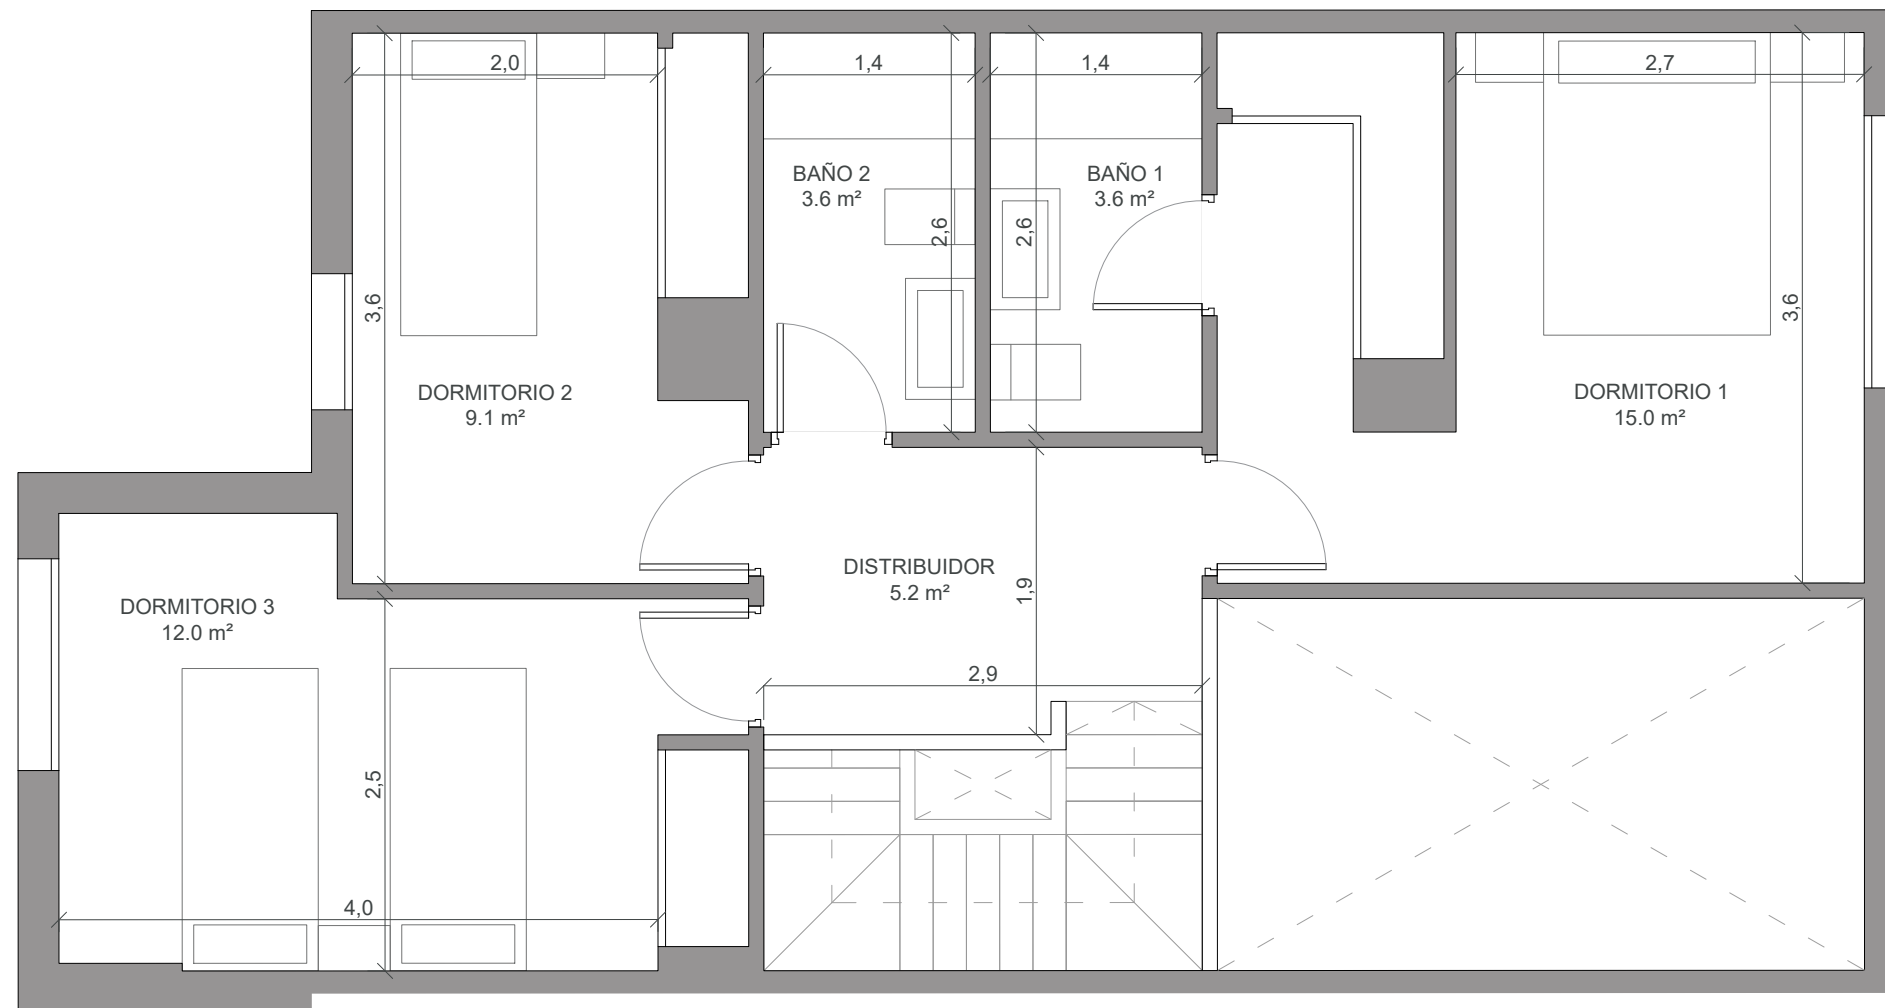 2,0
1,4
1,4
2,7
BAÑO 2
3.6 m²
BAÑO 1
3.6 m²
2,6
2,6
3,6
3,6
DORMITORIO 2
9.1 m²
DORMITORIO 1
15.0 m²
DISTRIBUIDOR
5.2 m²
1,9
DORMITORIO 3
12.0 m²
2,9
2,5
4,0